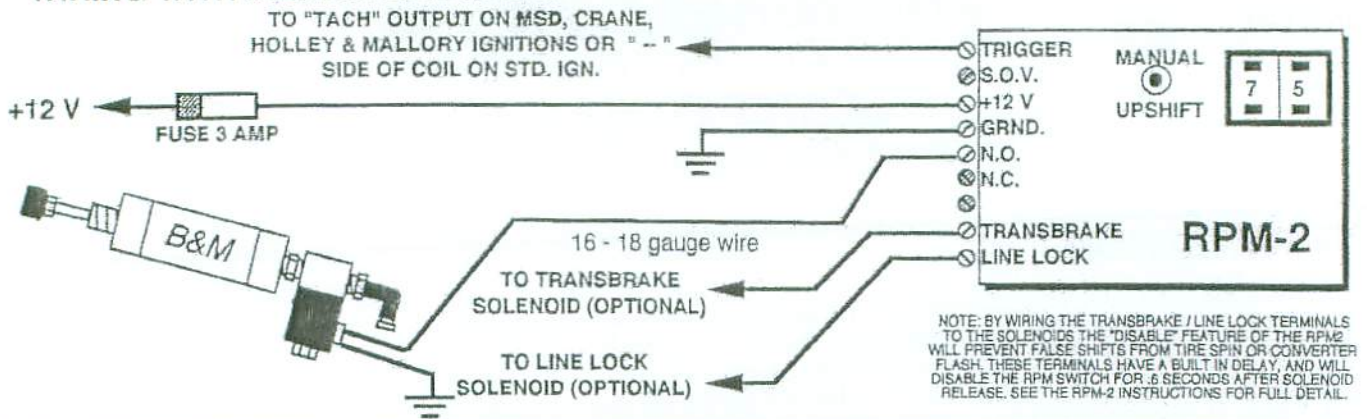 TO "TACH" OUTPUT ON MSD, CRANE,
HOLLEY & MALLORY IGNITIONS OR " -- "
SIDE OF COIL ON STD. IGN.
+12 V
FUSE 3 AMP
B&M
16 - 18 gauge wire
TO TRANSBRAKE
SOLENOID (OPTIONAL)
TO LINE LOCK
SOLENOID (OPTIONAL)
TRIGGER
S.O.V.
+12 V
GRND.
N.O.
N.C.
TRANSBRAKE
LINE LOCK
MANUAL
UPSHIFT
7 5
RPM-2
NOTE: BY WIRING THE TRANSBRAKE / LINE LOCK TERMINALS
TO THE SOLENOIDS THE "DISABLE" FEATURE OF THE RPM2
WILL PREVENT FALSE SHIFTS FROM TIRE SPIN OR CONVERTER
FLASH. THESE TERMINALS HAVE A BUILT IN DELAY, AND WILL
DISABLE THE RPM SWITCH FOR .6 SECONDS AFTER SOLENOID
RELEASE. SEE THE RPM-2 INSTRUCTIONS FOR FULL DETAIL.